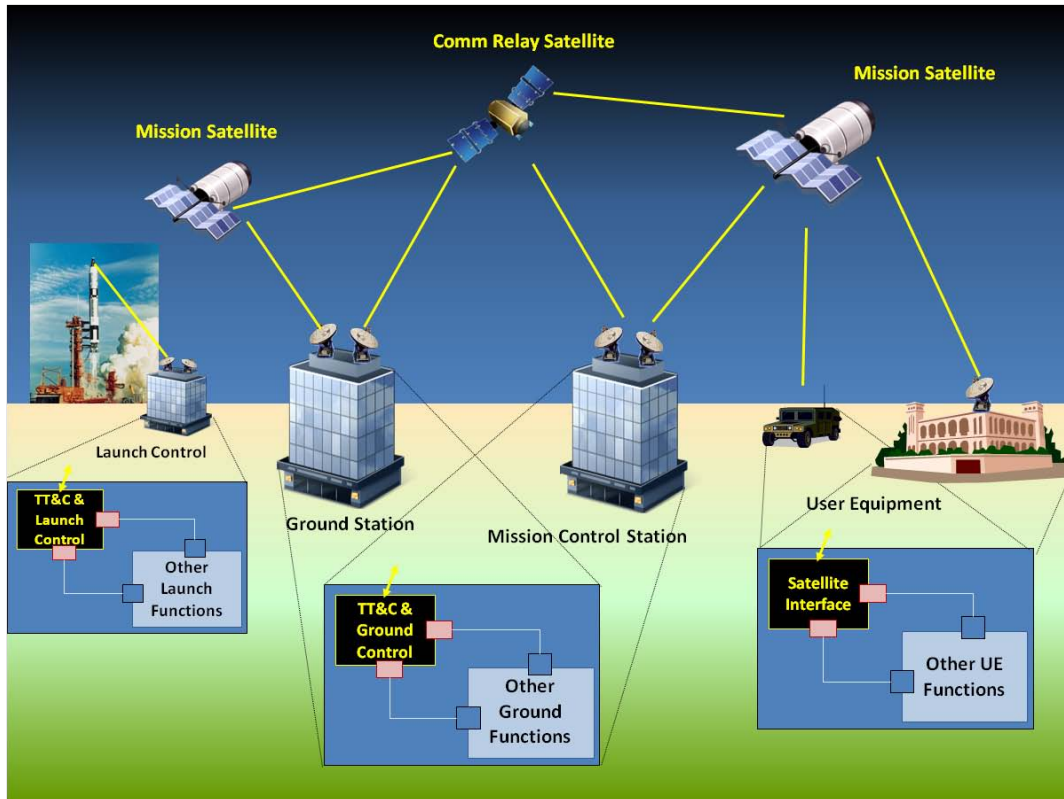 Comm Relay Satellite
Mission Satellite
Mission Satellite
Launch Control
Ground Station
Mission Control Station
User Equipment
TT&C &
Launch
Control
Other
Launch
Functions
TT&C &
Ground
Control
Other
Ground
Functions
Satellite
Interface
Other UE
Functions